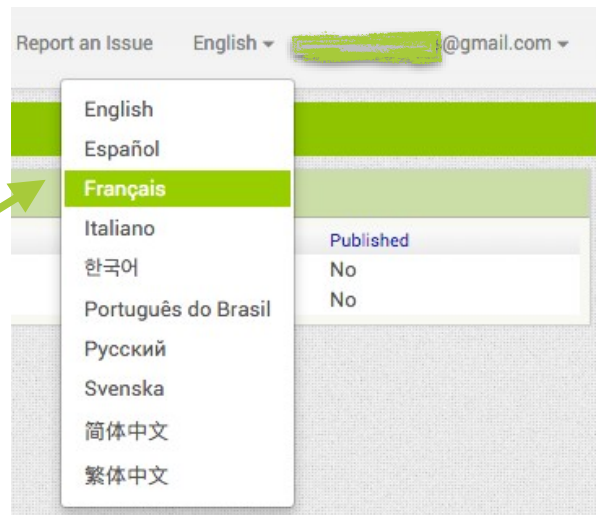 Report an Issue English @gmail.com
English
Español
Français
Italiano
Published
한국어
No
Português do Brasil
No
Русский
Svenska
简体中文
繁体中文